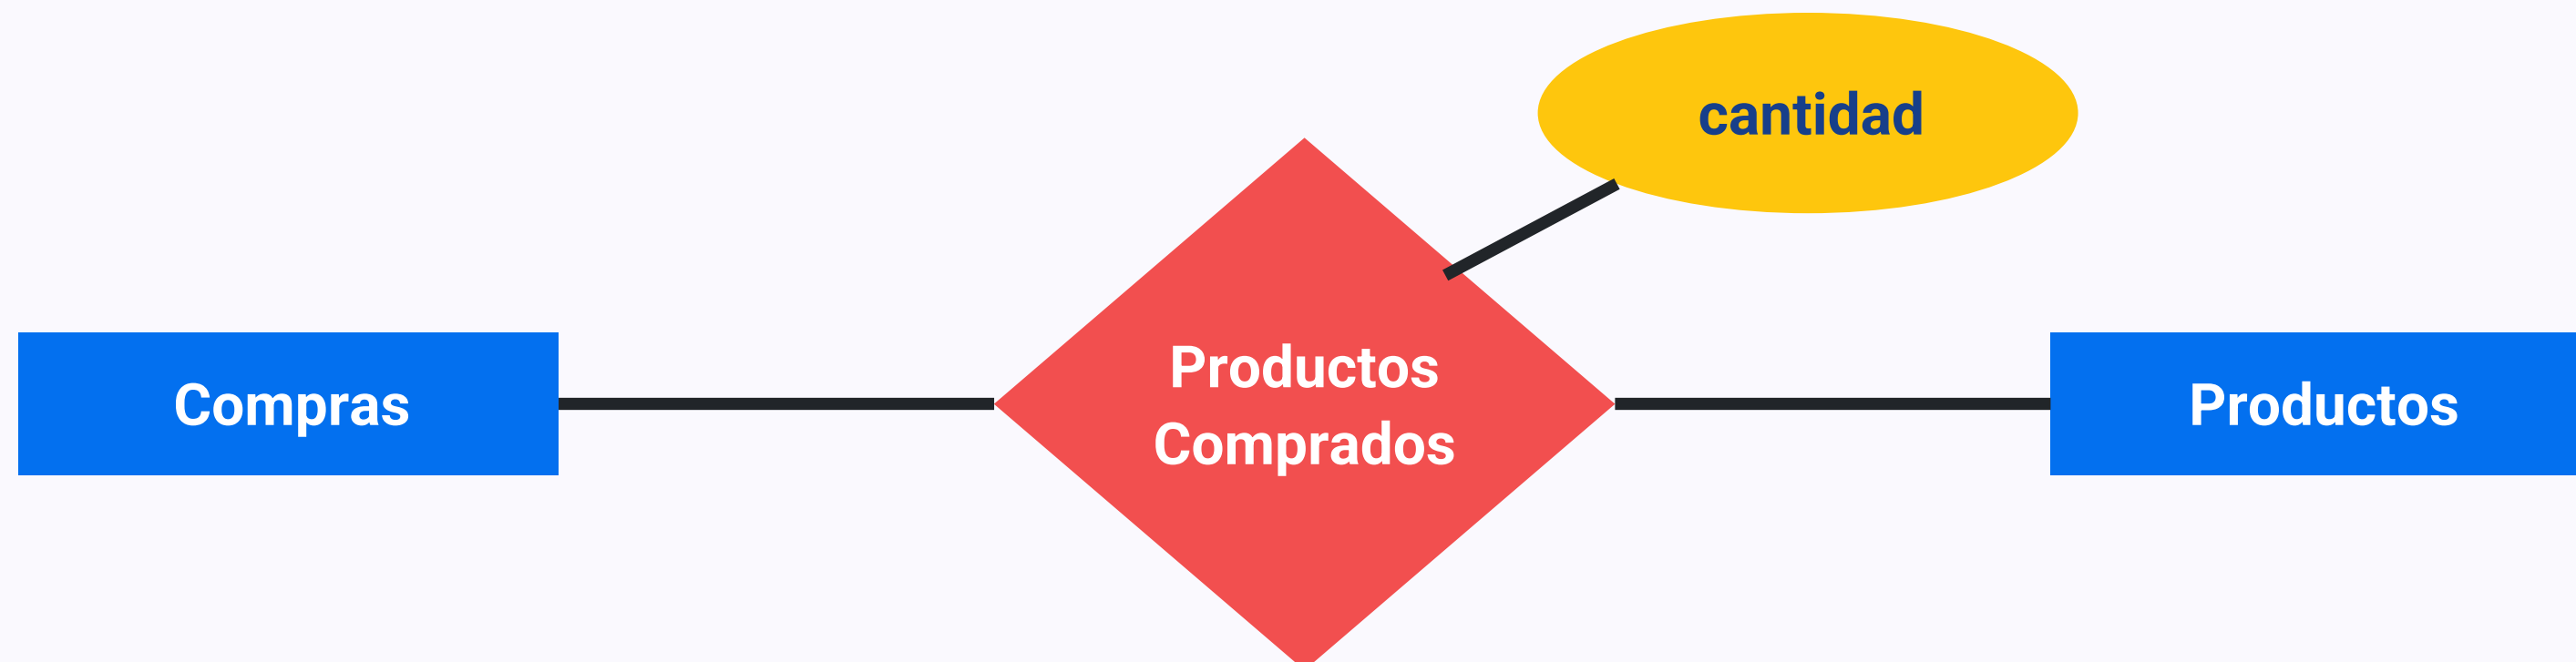 cantidad
Compras
Productos
Comprados
Productos